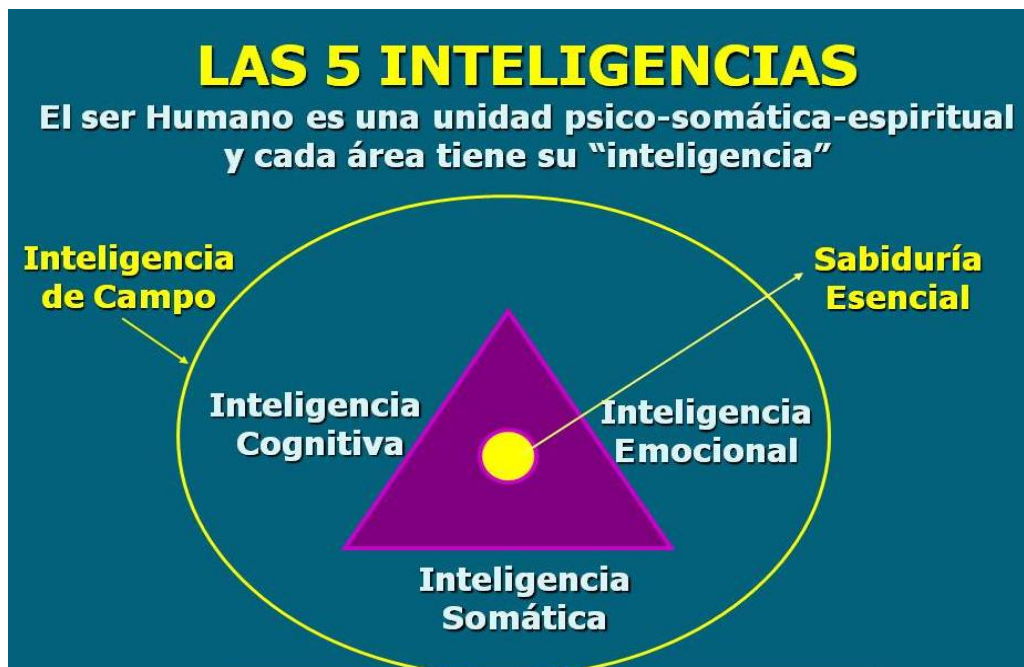 LAS 5 INTELIGENCIAS
El ser Humano es una unidad psico-somática-espiritual
y cada área tiene su “inteligencia”
Inteligencia
de Campo
Sabiduría
Esencial
Inteligencia
Cognitiva
Inteligencia
Emocional
Inteligencia
Somática